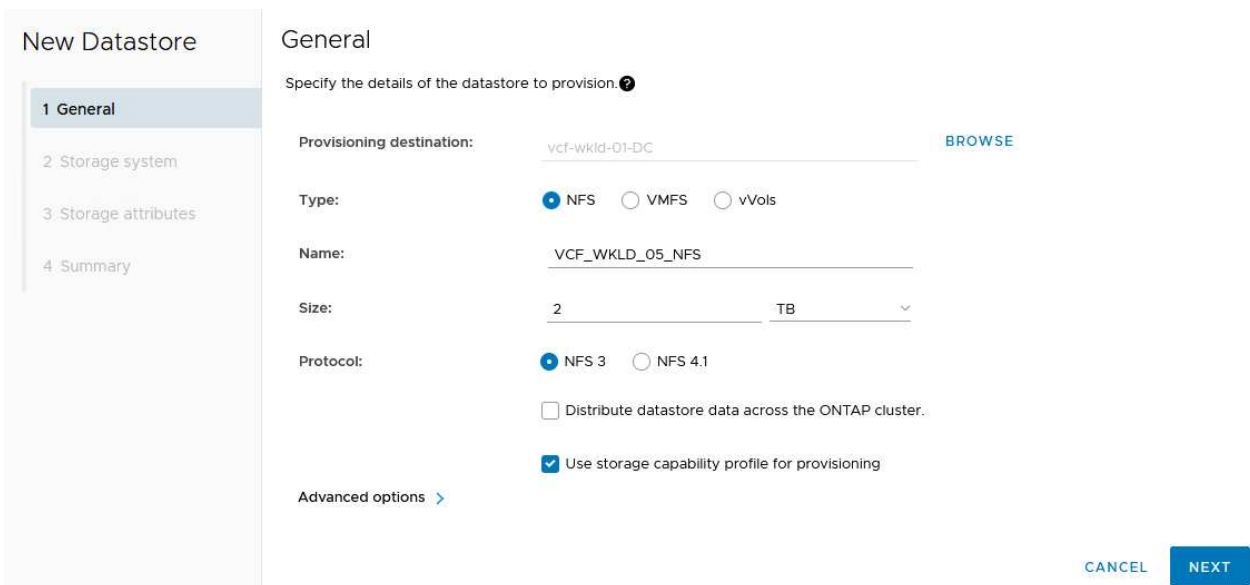 New Datastore
1 General
2 Storage system
3 Storage attributes
4 Summary
General
Specify the details of the datastore to provision.?
Provisioning destination:
vcf-wkld-01-DC
BROWSE
Type:
NFS
VMFS
vVols
Name:
VCF_WKLD_05_NFS
Size:
2
TB
Protocol:
NFS 3
NFS 4.1
Distribute datastore data across the ONTAP cluster.
Use storage capability profile for provisioning
Advanced options
CANCEL
NEXT